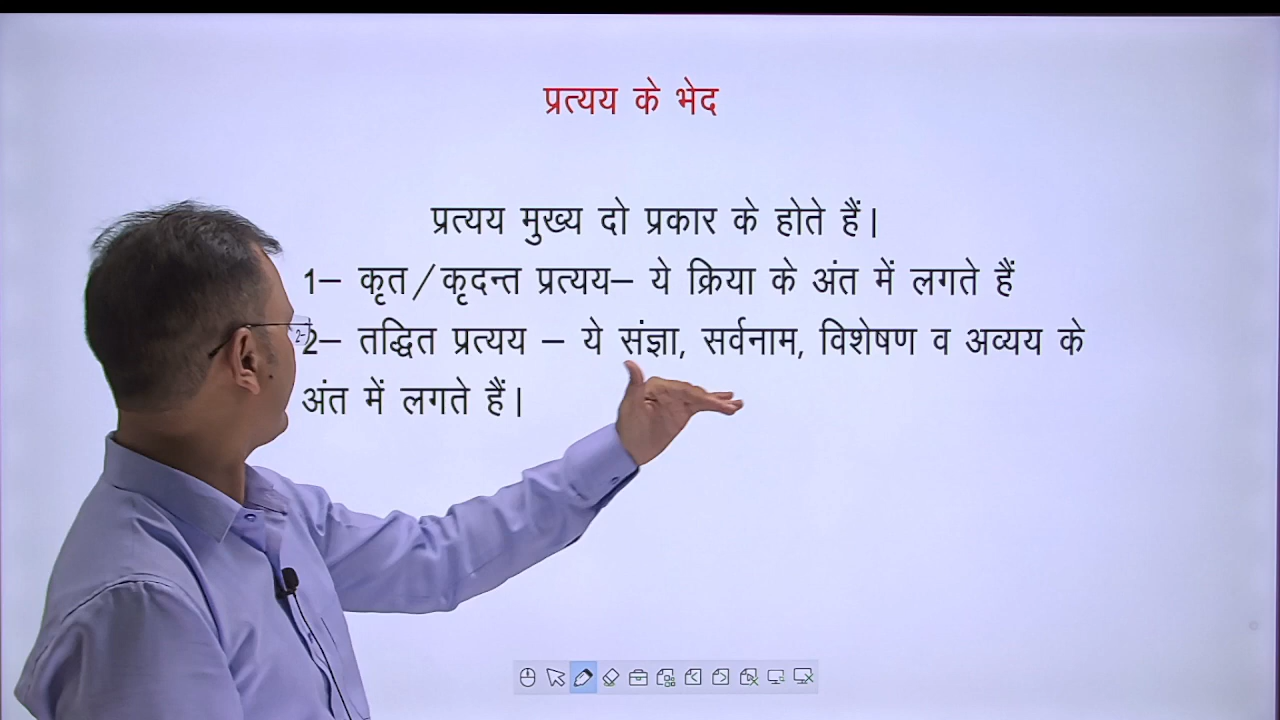 प्रत्यय के भेद
प्रत्यय मुख्य दो प्रकार के होते हैं।
1– कृत/कृदन्त प्रत्यय– ये क्रिया के अंत में लगते हैं
2– तद्धित प्रत्यय – ये संज्ञा, सर्वनाम, विशेषण व अव्यय के
अंत में लगते हैं।